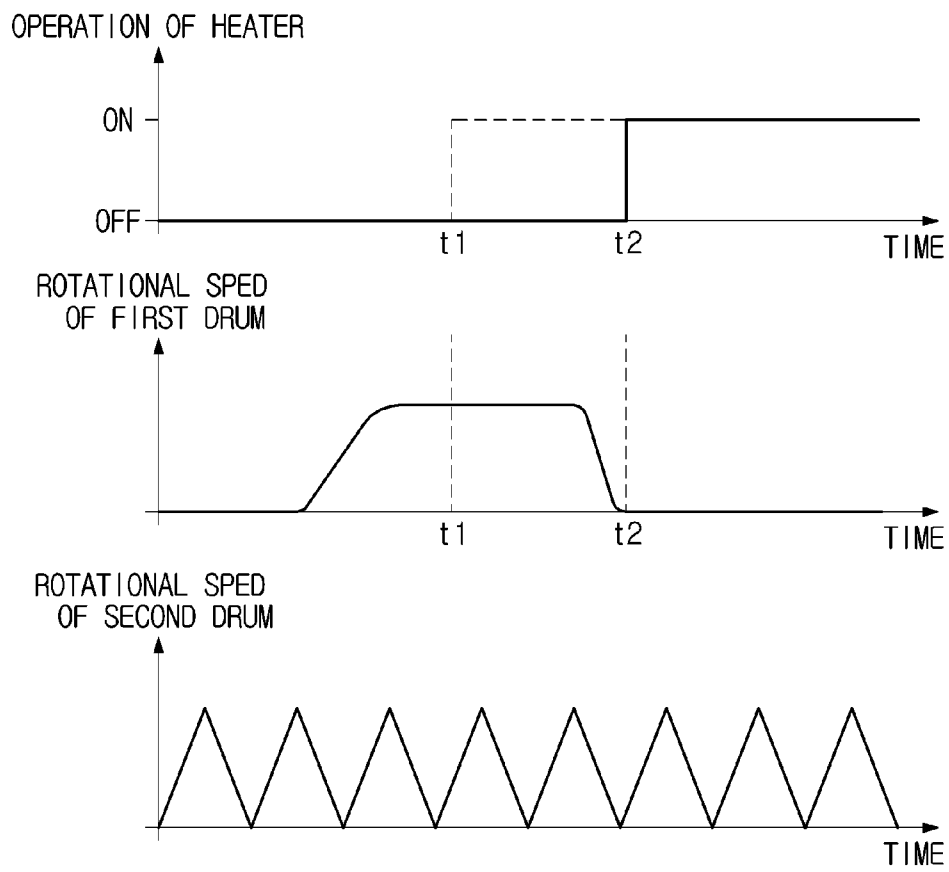 OPERATION OF HEATER
ON
OFF
t1
t2
TIME
ROTATIONAL SPED
OF FIRST DRUM
t1
t2
TIME
ROTATIONAL SPED
OF SECOND DRUM
TIME